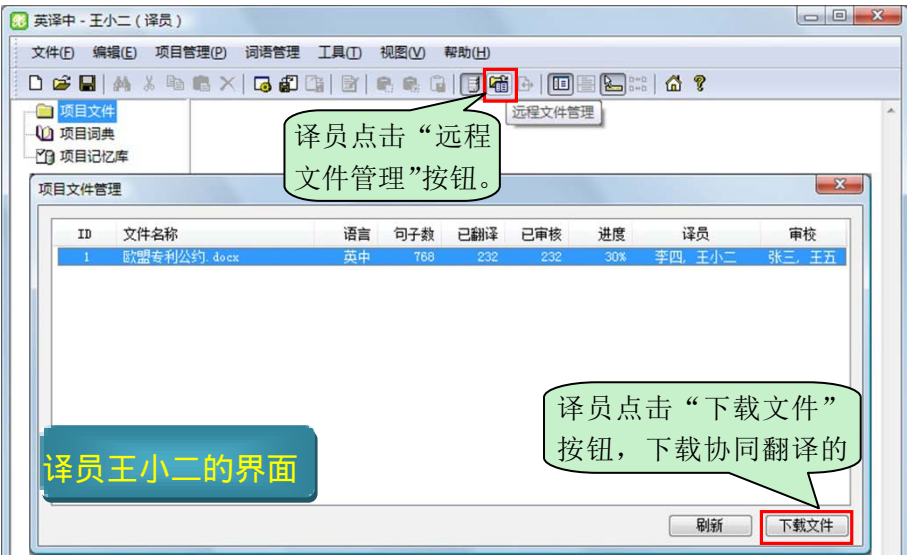 英译中 - 王小二（译员）
文件(F) 编辑(E) 项目管理(P) 词语管理 工具(T) 视图(V) 帮助(H)
项目文件
项目词典
项目记忆库
远程文件管理
译员点击“远程
文件管理”按钮。
项目文件管理
ID 文件名称 语言 句子数 已翻译 已审核 进度 译员 审校
1 欧盟专利公约.docx 英中 768 232 232 30% 李四, 王小二 张三, 王五
译员点击“下载文件”
按钮，下载协同翻译的
译员王小二的界面
刷新 下载文件